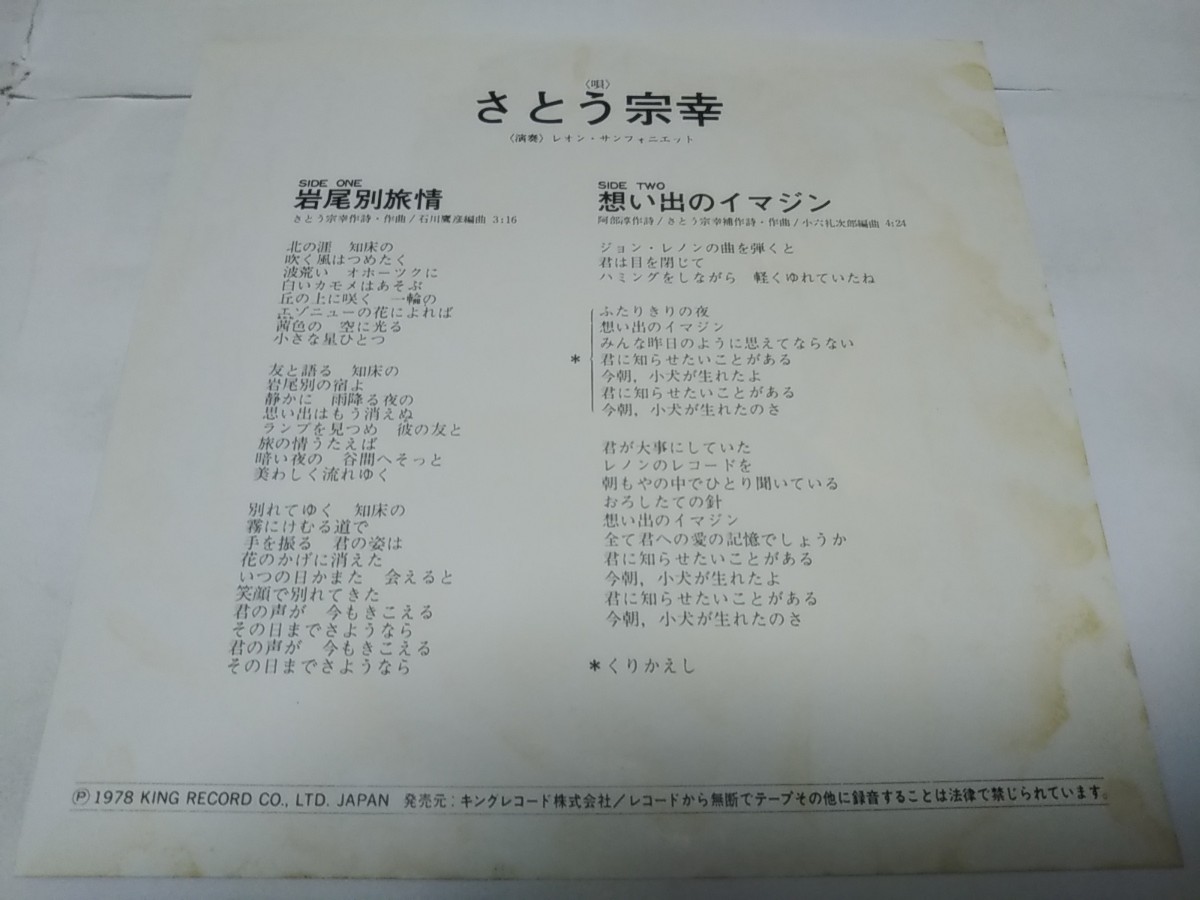 〈唄〉
さとう宗幸
〈演奏〉レオン・サンフォニエット
SIDE ONE
岩尾別旅情
さとう宗幸作詩・作曲/石川鷹彦編曲 3:16
北の涯　知床の
吹く風はつめたく
波荒い　オホーツクに
白いカモメはあそぶ
丘の上に咲く　一輪の
エゾニューの花によれば
茜色の　空に光る
小さな星ひとつ
友と語る　知床の
岩尾別の宿よ
静かに　雨降る夜の
思い出はもう消えぬ
ランプを見つめ　彼の友と
旅の情うたえば
暗い夜の　谷間へそっと
美わしく流れゆく
別れてゆく　知床の
霧にけむる道で
手を振る　君の姿は
花のかげに消えた
いつの日かまた　会えると
笑顔で別れてきた
君の声が　今もきこえる
その日までさようなら
君の声が　今もきこえる
その日までさようなら
SIDE TWO
想い出のイマジン
阿部淳作詩/さとう宗幸補作詩・作曲/小六礼次郎編曲 4:24
ジョン・レノンの曲を弾くと
君は目を閉じて
ハミングをしながら　軽くゆれていたね
ふたりきりの夜
想い出のイマジン
みんな昨日のように思えてならない
* 君に知らせたいことがある
今朝，小犬が生れたよ
君に知らせたいことがある
今朝，小犬が生れたのさ
君が大事にしていた
レノンのレコードを
朝もやの中でひとり聞いている
おろしたての針
想い出のイマジン
全て君への愛の記憶でしょうか
君に知らせたいことがある
今朝，小犬が生れたよ
君に知らせたいことがある
今朝，小犬が生れたのさ
*くりかえし
Ⓟ1978 KING RECORD CO., LTD. JAPAN　発売元：キングレコード株式会社/レコードから無断でテープその他に録音することは法律で禁じられています。